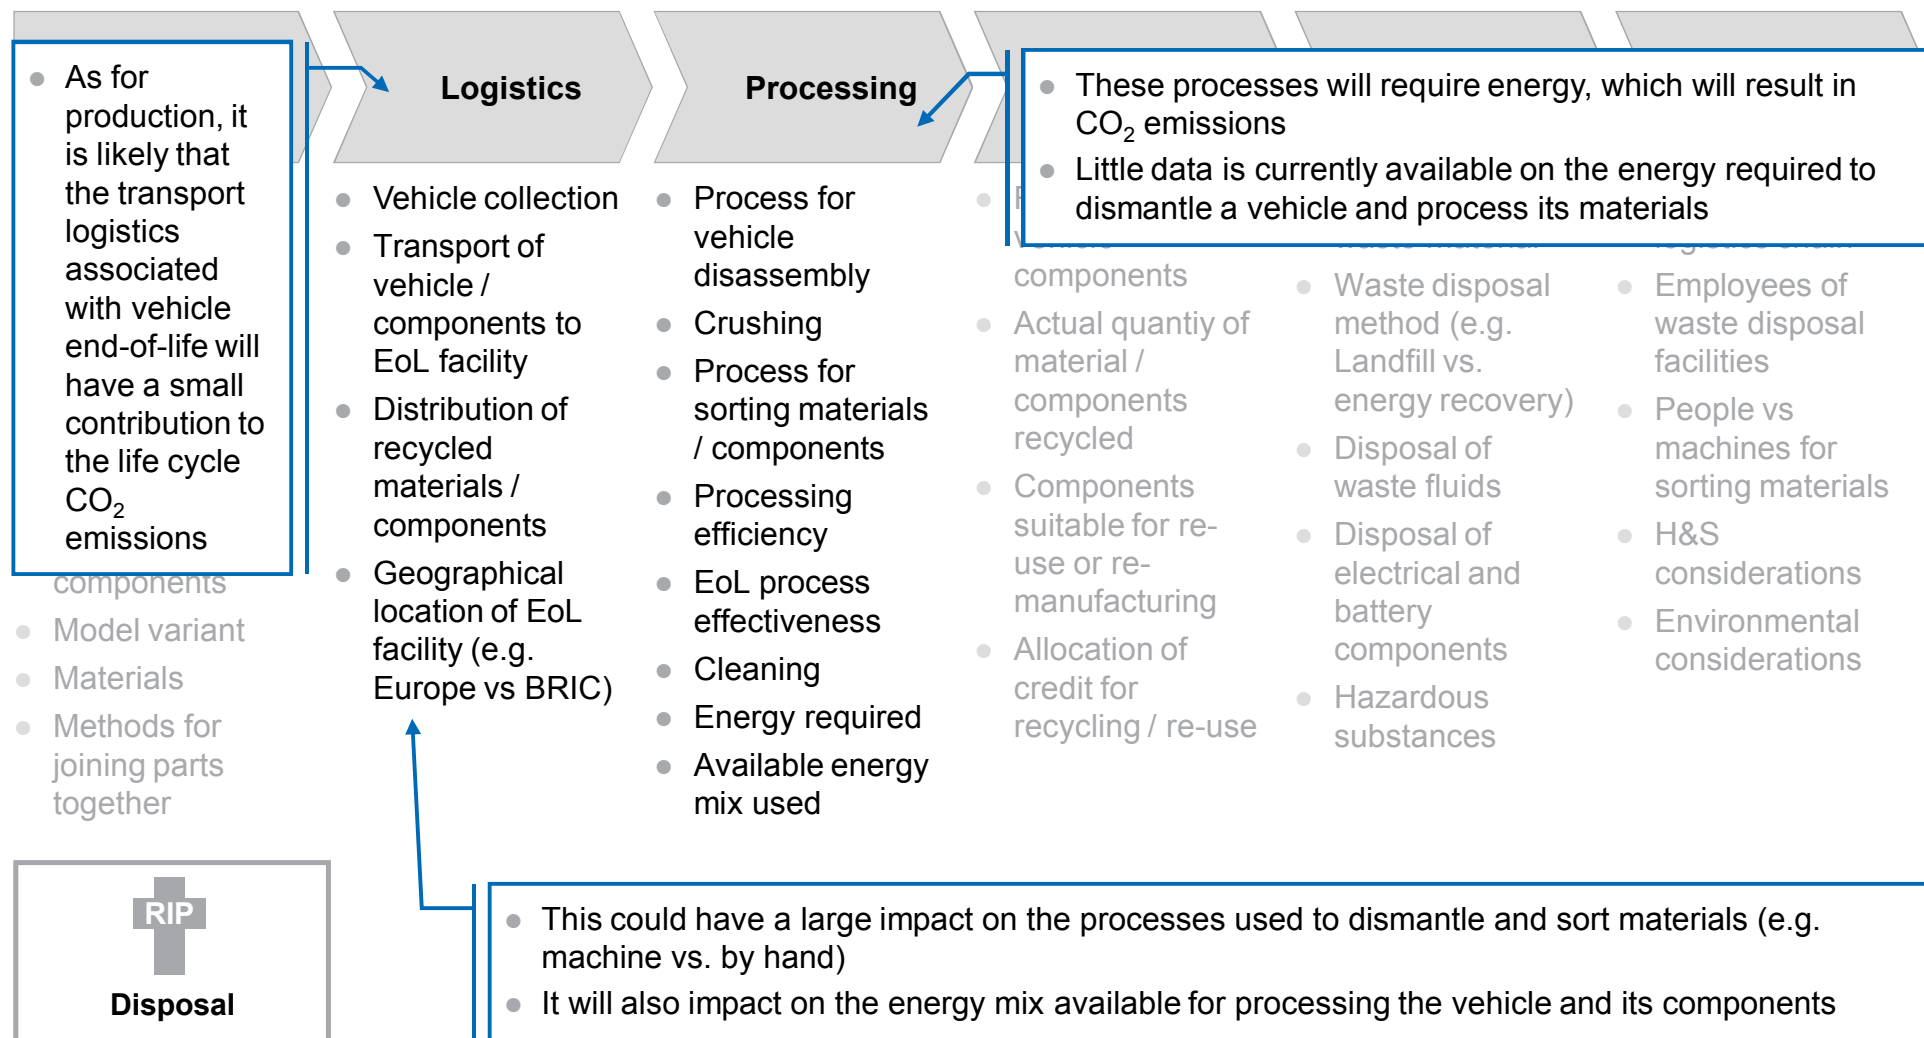 As for
production, it
is likely that
the transport
logistics
associated
with vehicle
end-of-life will
have a small
contribution to
the life cycle
CO₂
emissions
components
Model variant
Materials
Methods for
joining parts
together
Logistics
Vehicle collection
Transport of
vehicle /
components to
EoL facility
Distribution of
recycled
materials /
components
Geographical
location of EoL
facility (e.g.
Europe vs BRIC)
Processing
Process for
vehicle
disassembly
Crushing
Process for
sorting materials
/ components
Processing
efficiency
EoL process
effectiveness
Cleaning
Energy required
Available energy
mix used
These processes will require energy, which will result in
CO₂ emissions
Little data is currently available on the energy required to
dismantle a vehicle and process its materials
components
Actual quantiy of
material /
components
recycled
Components
suitable for re-
use or re-
manufacturing
Allocation of
credit for
recycling / re-use
Waste disposal
method (e.g.
Landfill vs.
energy recovery)
Disposal of
waste fluids
Disposal of
electrical and
battery
components
Hazardous
substances
Employees of
waste disposal
facilities
People vs
machines for
sorting materials
H&S
considerations
Environmental
considerations
RIP
Disposal
This could have a large impact on the processes used to dismantle and sort materials (e.g.
machine vs. by hand)
It will also impact on the energy mix available for processing the vehicle and its components